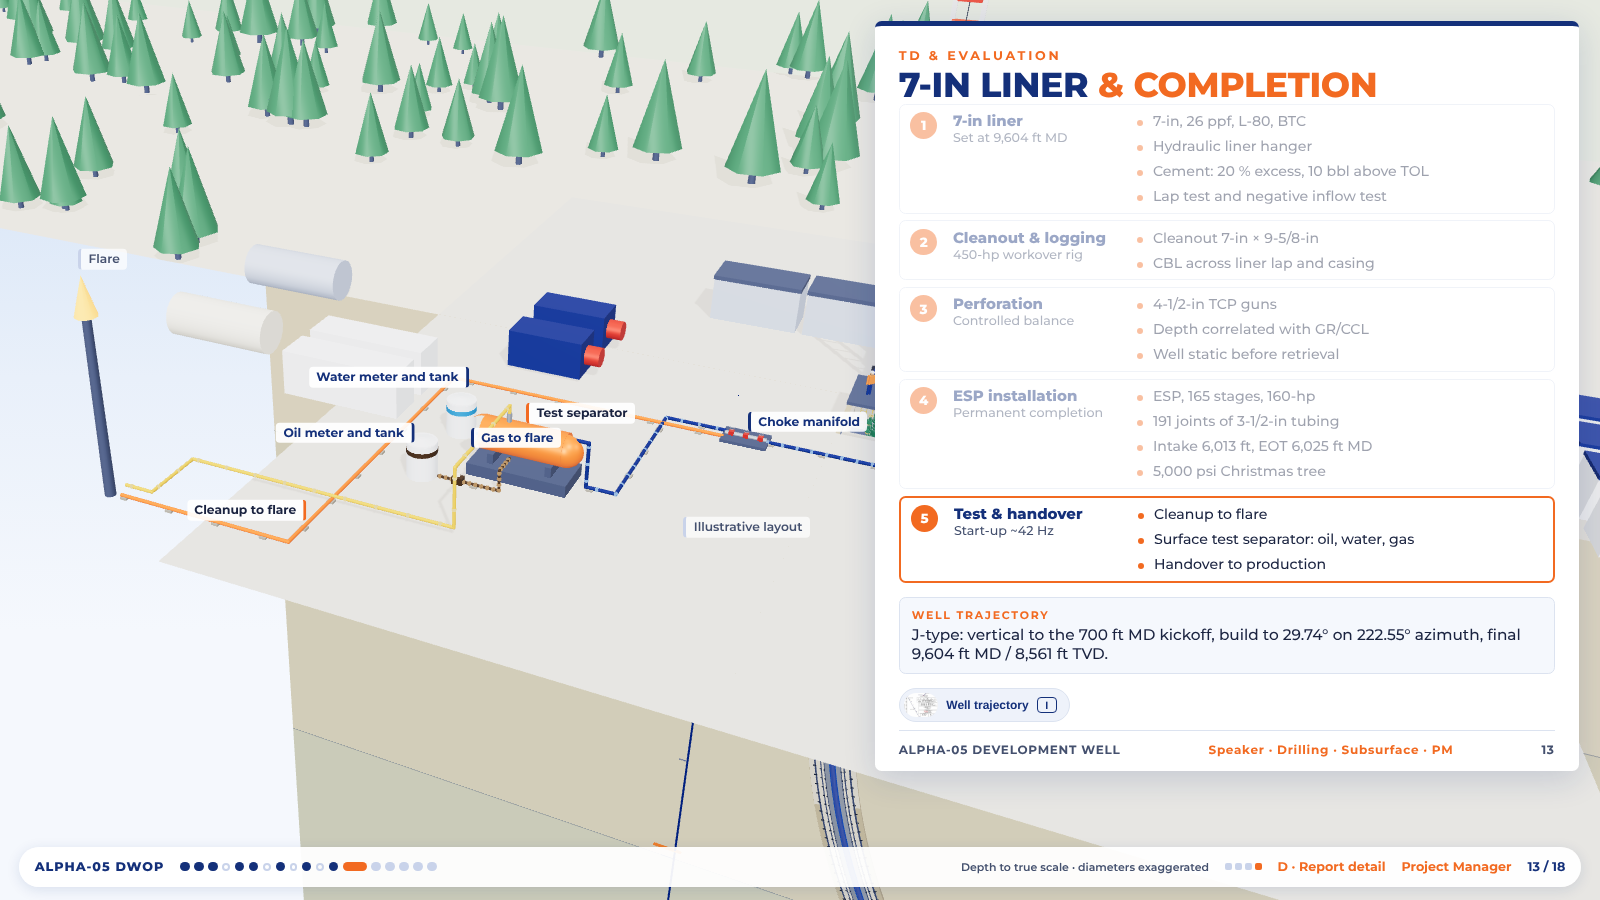 TD & EVALUATION
7-IN LINER & COMPLETION
1
7-in liner
Set at 9,604 ft MD
7-in, 26 ppf, L-80, BTC
Hydraulic liner hanger
Cement: 20 % excess, 10 bbl above TOL
Lap test and negative inflow test
2
Cleanout & logging
450-hp workover rig
Cleanout 7-in × 9-5/8-in
CBL across liner lap and casing
3
Perforation
Controlled balance
4-1/2-in TCP guns
Depth correlated with GR/CCL
Well static before retrieval
4
ESP installation
Permanent completion
ESP, 165 stages, 160-hp
191 joints of 3-1/2-in tubing
Intake 6,013 ft, EOT 6,025 ft MD
5,000 psi Christmas tree
5
Test & handover
Start-up ~42 Hz
Cleanup to flare
Surface test separator: oil, water, gas
Handover to production
WELL TRAJECTORY
J-type: vertical to the 700 ft MD kickoff, build to 29.74° on 222.55° azimuth, final
9,604 ft MD / 8,561 ft TVD.
Well trajectory I
ALPHA-05 DEVELOPMENT WELL
Speaker · Drilling · Subsurface · PM
13
Flare
Water meter and tank
Test separator
Oil meter and tank
Gas to flare
Choke manifold
Cleanup to flare
Illustrative layout
ALPHA-05 DWOP
Depth to true scale · diameters exaggerated
D · Report detail
Project Manager
13 / 18